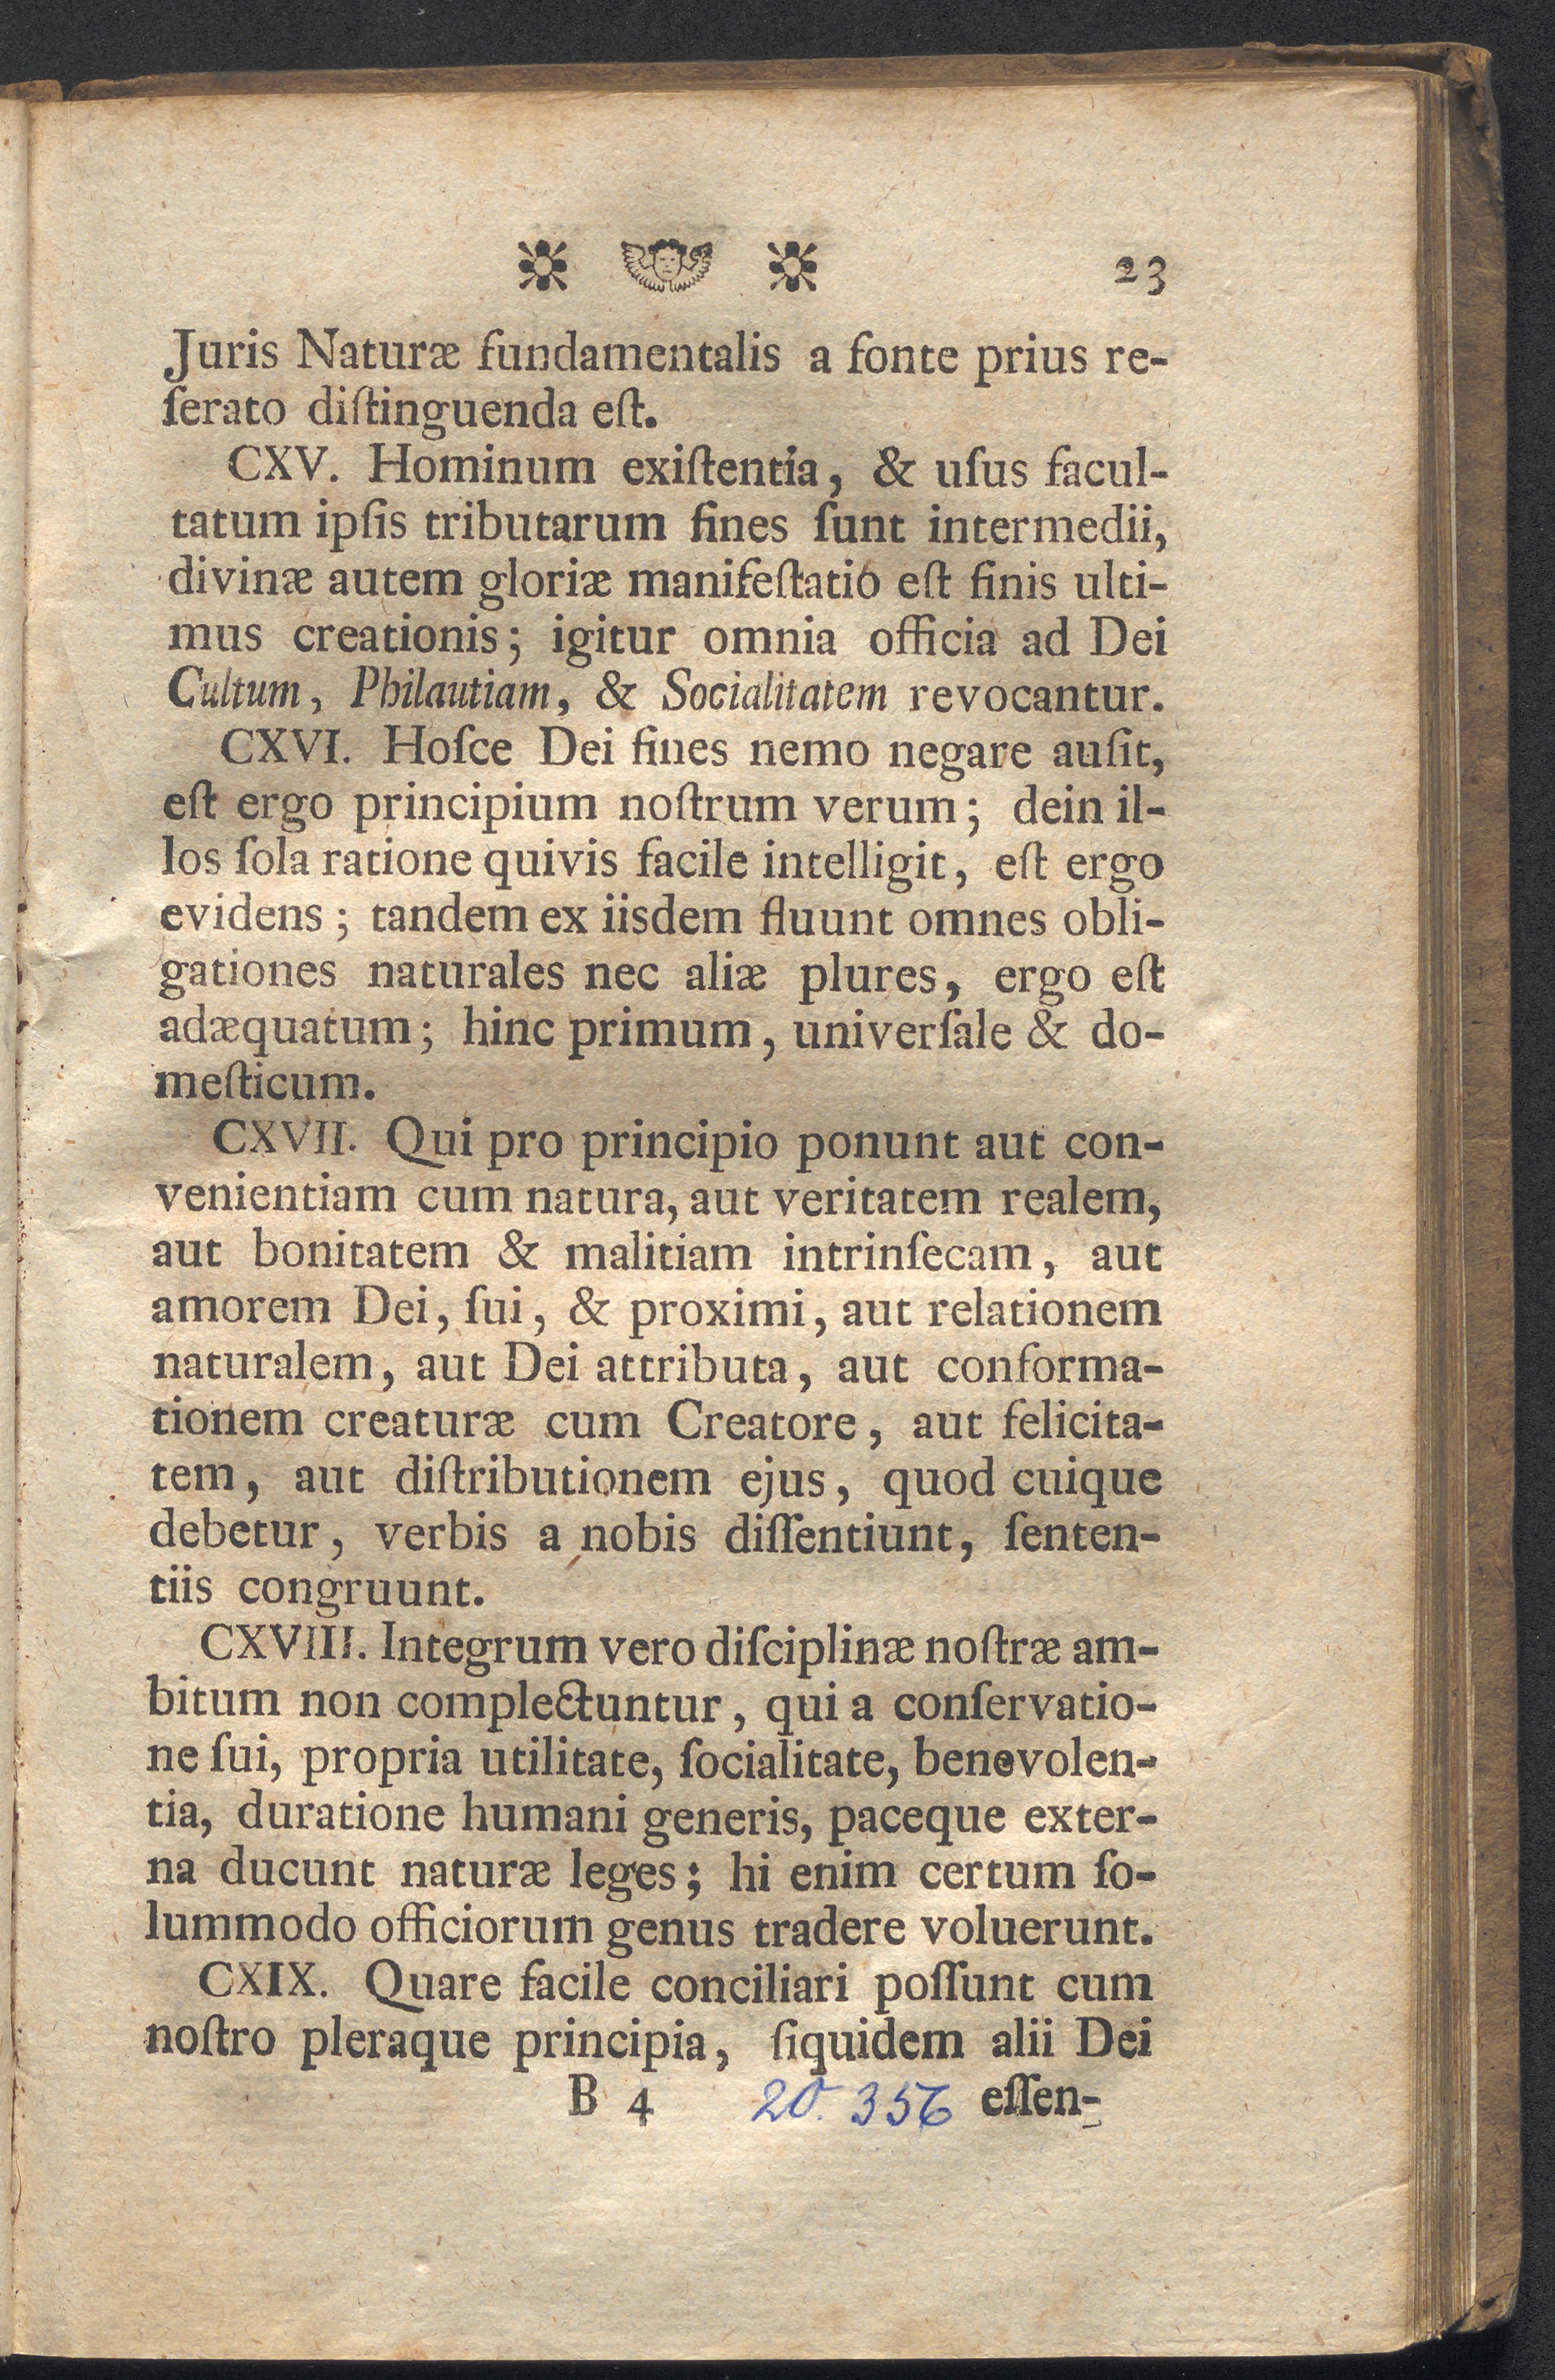 23
Juris Naturæ fundamentalis a fonte prius re-
ſerato diſtinguenda eſt.
CXV. Hominum exiſtentia, & uſus facul-
tatum ipſis tributarum fines ſunt intermedii,
divinæ autem gloriæ manifeſtatio eſt finis ulti-
mus creationis; igitur omnia officia ad Dei
Cultum, Philautiam, & Socialitatem revocantur.
CXVI. Hoſce Dei fines nemo negare auſit,
eſt ergo principium noſtrum verum; dein il-
los ſola ratione quivis facile intelligit, eſt ergo
evidens; tandem ex iisdem fluunt omnes obli-
gationes naturales nec aliæ plures, ergo eſt
adæquatum; hinc primum, univerſale & do-
meſticum.
CXVII. Qui pro principio ponunt aut con-
venientiam cum natura, aut veritatem realem,
aut bonitatem & malitiam intrinſecam, aut
amorem Dei, ſui, & proximi, aut relationem
naturalem, aut Dei attributa, aut conforma-
tionem creaturæ cum Creatore, aut felicita-
tem, aut diſtributionem ejus, quod cuique
debetur, verbis a nobis diſſentiunt, ſenten-
tiis congruunt.
CXVIII. Integrum vero diſciplinæ noſtræ am-
bitum non complectuntur, qui a conſervatio-
ne ſui, propria utilitate, ſocialitate, benevolen-
tia, duratione humani generis, paceque exter-
na ducunt naturæ leges; hi enim certum ſo-
lummodo officiorum genus tradere voluerunt.
CXIX. Quare facile conciliari poſſunt cum
noſtro pleraque principia, ſiquidem alii Dei
B 4 20. 356 eſſen-